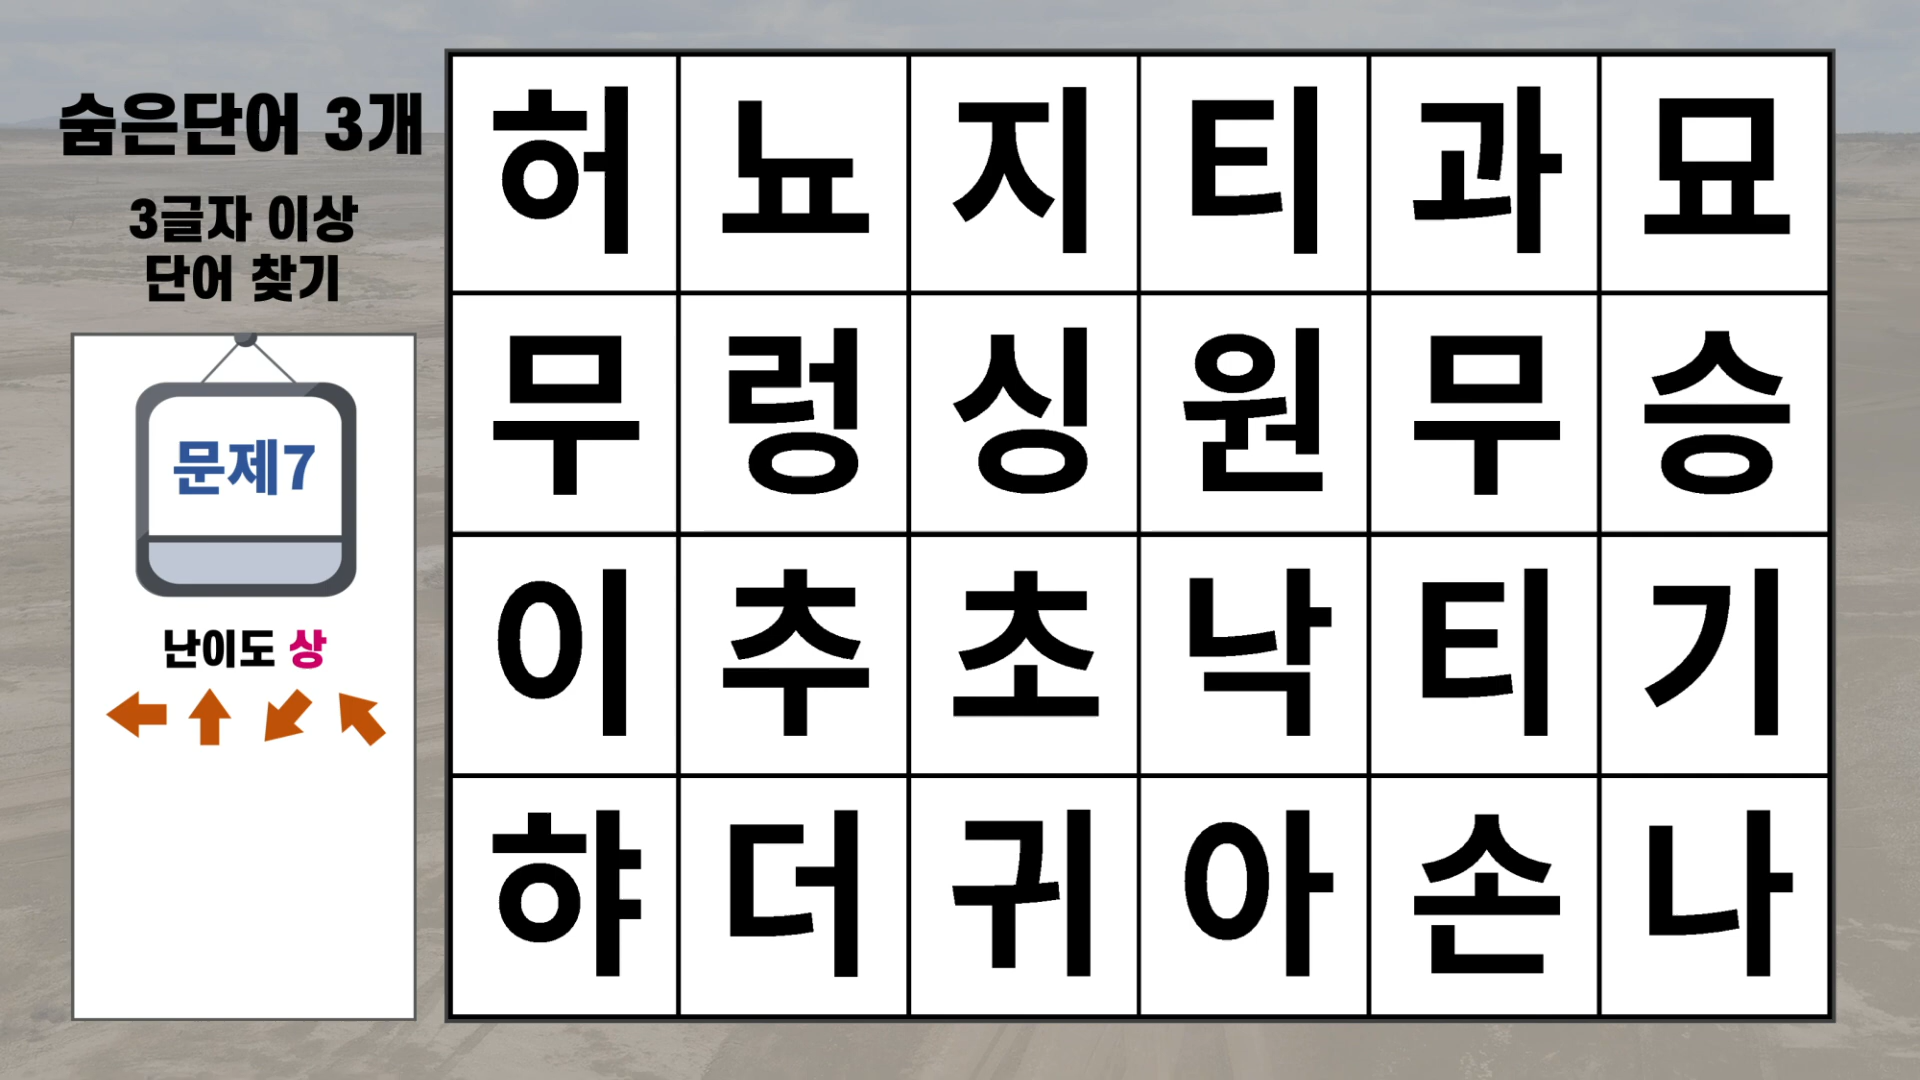 숨은단어 3개
3글자 이상
단어 찾기
문제7
난이도 상
허 뇨 지 티 과 묘
무 렁 싱 원 무 승
이 추 초 낙 티 기
햐 더 귀 아 손 나